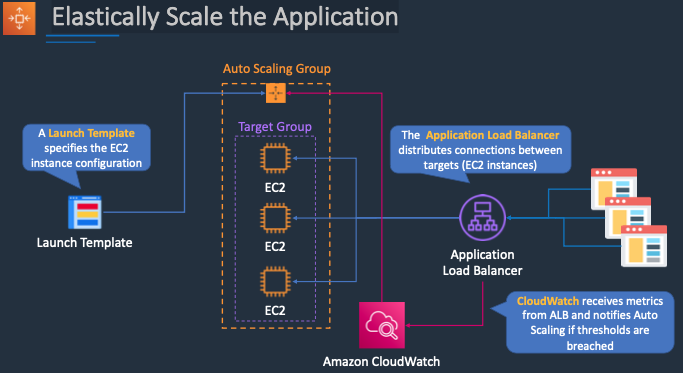 Elastically Scale the Application
Auto Scaling Group
A Launch Template
specifies the EC2
instance configuration
Target Group
The Application Load Balancer
distributes connections between
targets (EC2 instances)
EC2
EC2
EC2
Launch Template
Application
Load Balancer
CloudWatch receives metrics
from ALB and notifies Auto
Scaling if thresholds are
breached
Amazon CloudWatch